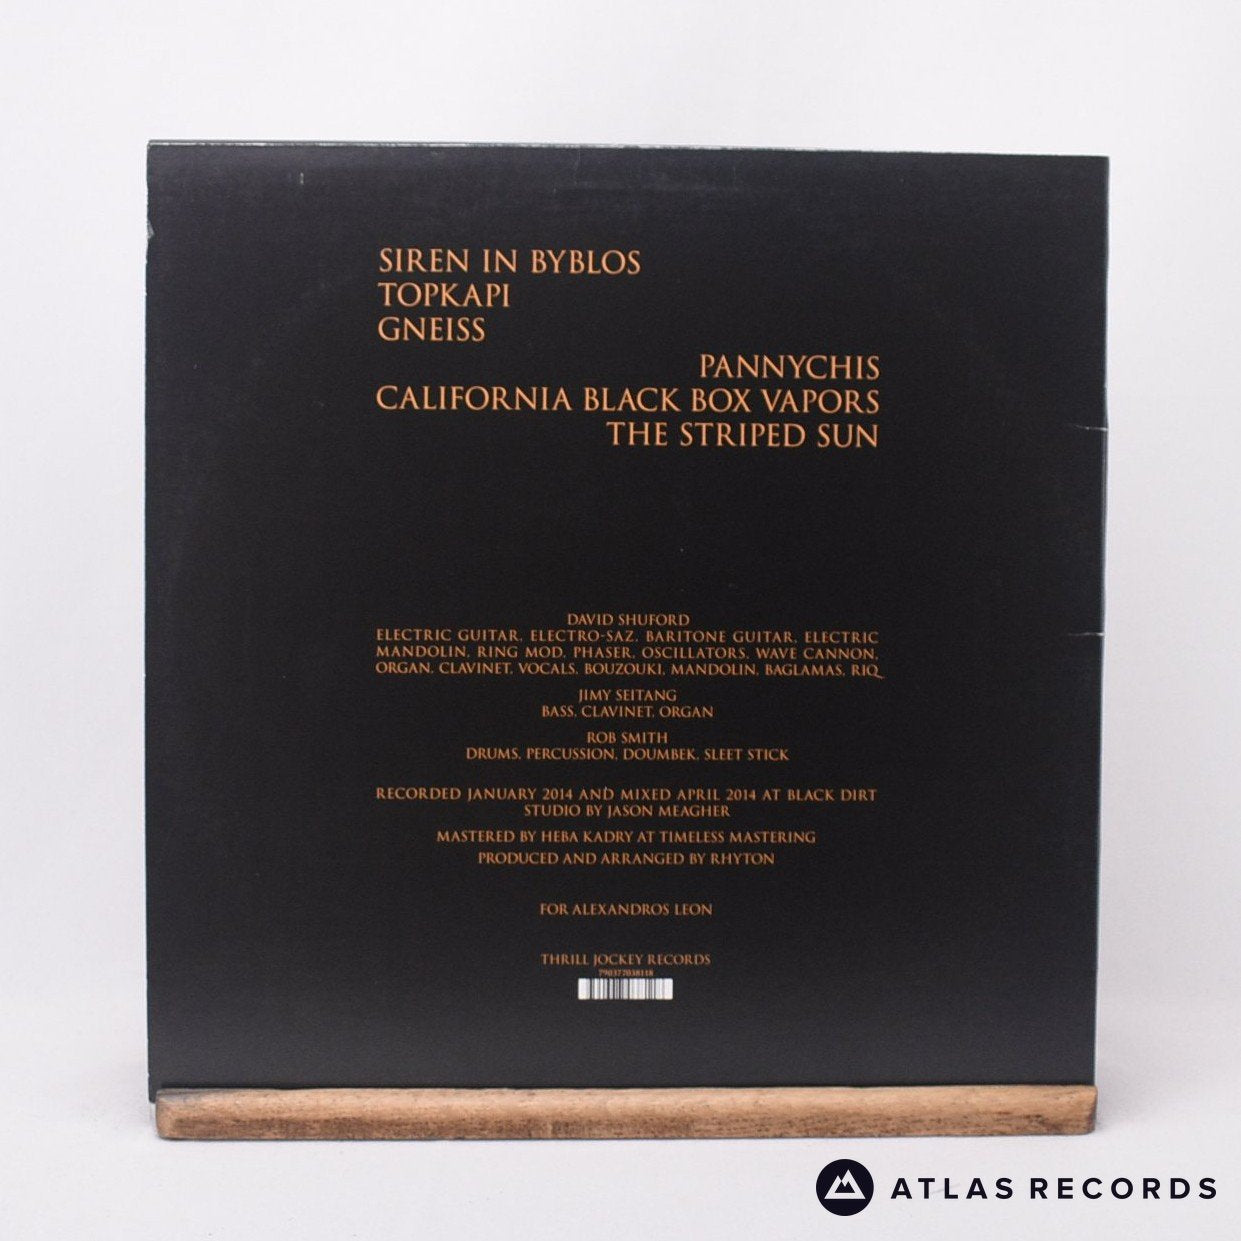 SIREN IN BYBLOS
TOPKAPI
GNEISS
PANNYCHIS
CALIFORNIA BLACK BOX VAPORS
THE STRIPED SUN
DAVID SHUFORD
ELECTRIC GUITAR, ELECTRO-SAZ, BARITONE GUITAR, ELECTRIC
MANDOLIN, RING MOD, PHASER, OSCILLATORS, WAVE CANNON,
ORGAN, CLAVINET, VOCALS, BOUZOUKI, MANDOLIN, BAGLAMAS, RIQ
JIMY SEITANG
BASS, CLAVINET, ORGAN
ROB SMITH
DRUMS, PERCUSSION, DOUMBEK, SLEET STICK
RECORDED JANUARY 2014 AND MIXED APRIL 2014 AT BLACK DIRT
STUDIO BY JASON MEAGHER
MASTERED BY HEBA KADRY AT TIMELESS MASTERING
PRODUCED AND ARRANGED BY RHYTON
FOR ALEXANDROS LEON
THRILL JOCKEY RECORDS
790377038118
ATLAS RECORDS